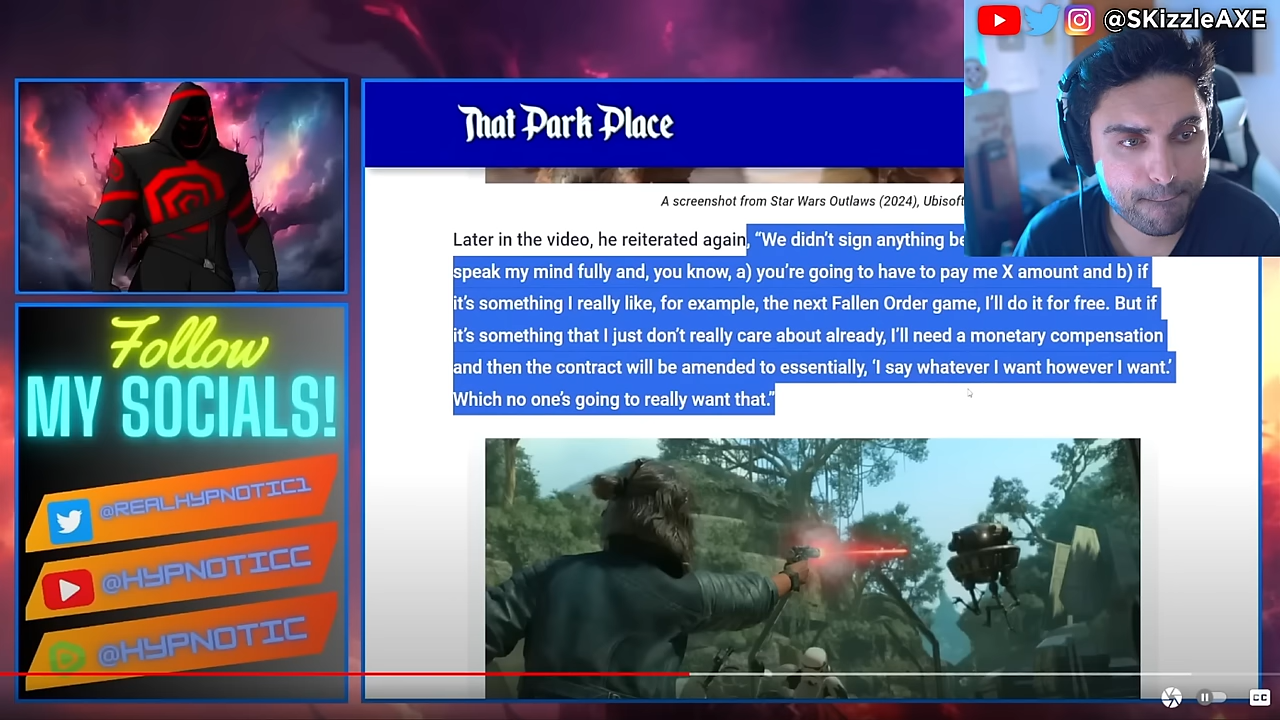 @SKizzleAXE
That Park Place
A screenshot from Star Wars Outlaws (2024), Ubisoft
Later in the video, he reiterated again, “We didn’t sign anything
speak my mind fully and, you know, a) you’re going to have to pay me X amount and b) if
it’s something I really like, for example, the next Fallen Order game, I’ll do it for free. But if
it’s something that I just don’t really care about already, I’ll need a monetary compensation
and then the contract will be amended to essentially, ‘I say whatever I want however I want.’
Which no one’s going to really want that.”
Follow
MY SOCIALS!
@REALHYPNOTIC1
@HYPNOTICC
@HYPNOTIC
CC